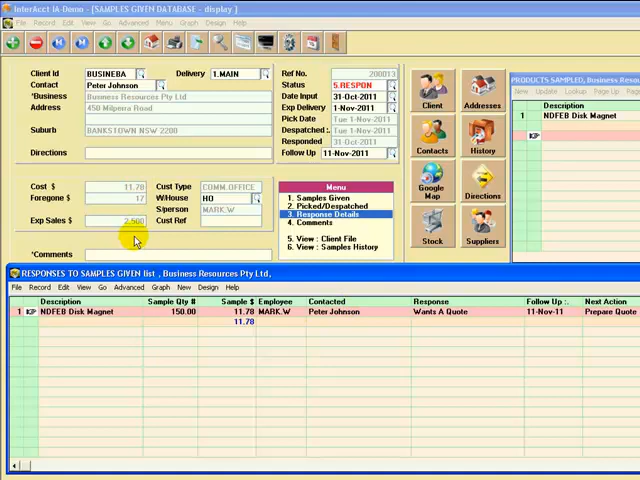 InterAcct IA-Demo - [SAMPLES GIVEN DATABASE - display ]
File Record Edit View Go Advanced Menu Graph Design Help
Client Id BUSINEBA Delivery 1.MAIN
Contact Peter Johnson
*Business Business Resources Pty Ltd
Address 450 Milpera Road
Suburb BANKSTOWN NSW 2200
Directions
Ref No. 200013
Status 5.RESPON
Date Input 31-Oct-2011
Exp Delivery 1-Nov-2011
Pick Date Tue 1-Nov-2011
Despatched :. Tue 1-Nov-2011
Responded 31-Oct-2011
Follow Up 11-Nov-2011
Cost $ 11.78 Cust Type COMM.OFFICE
Foregone $ 17 W/House HO
S/person MARK.W
Exp Sales $ 2,500 Cust Ref
*Comments
Menu
1. Samples Given
2. Picked/Despatched
3. Response Details
4. Comments
5. View : Client File
6. View : Samples History
Client Addresses
Contacts History
Google Map Directions
Stock Suppliers
PRODUCTS SAMPLED, Business Resou
New Update Lookup Page Up Page
Description
1 NDFEB Disk Magnet
RESPONSES TO SAMPLES GIVEN list , Business Resources Pty Ltd,
File Record Edit View Go Advanced Graph New Design Help
Description Sample Qty # Sample $ Employee Contacted Response Follow Up :. Next Action
1 NDFEB Disk Magnet 150.00 11.78 MARK.W Peter Johnson Wants A Quote 11-Nov-11 Prepare Quote
11.78